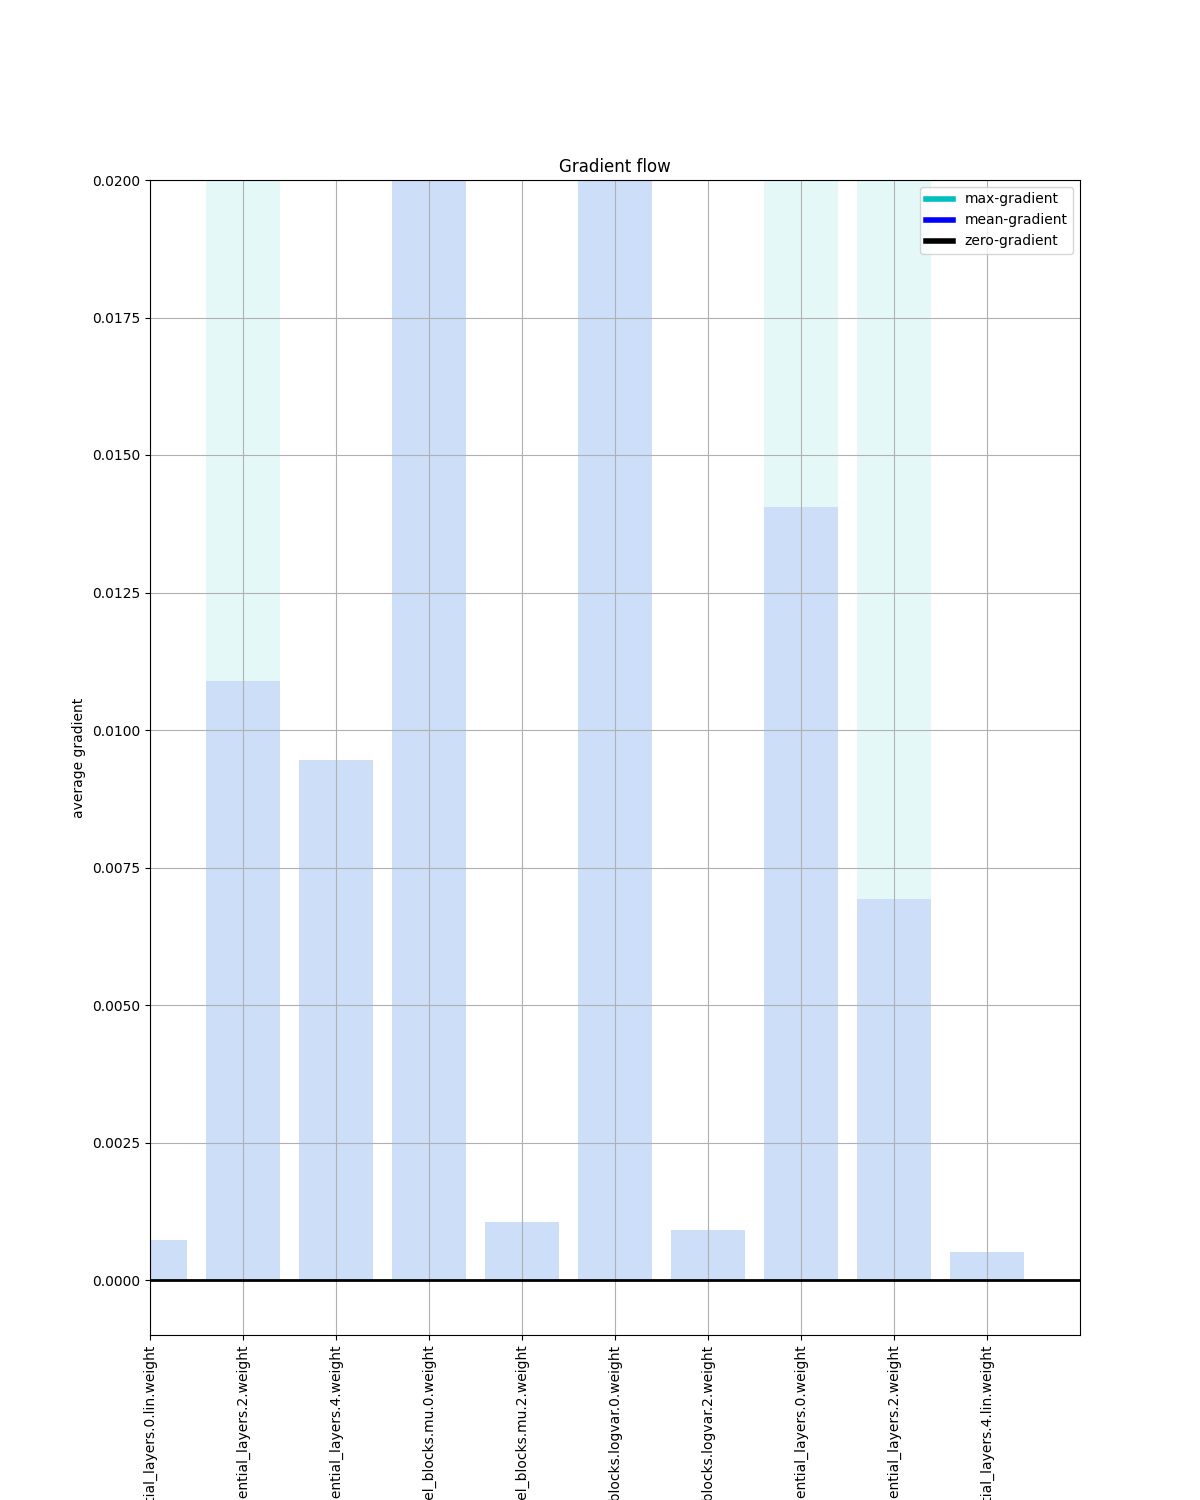 Gradient flow
max-gradient
mean-gradient
zero-gradient
0.0200
0.0175
0.0150
0.0125
0.0100
0.0075
0.0050
0.0025
0.0000
average gradient
tial_layers.0.lin.weight
ential_layers.2.weight
ential_layers.4.weight
el_blocks.mu.0.weight
el_blocks.mu.2.weight
blocks.logvar.0.weight
blocks.logvar.2.weight
ential_layers.0.weight
ential_layers.2.weight
tial_layers.4.lin.weight